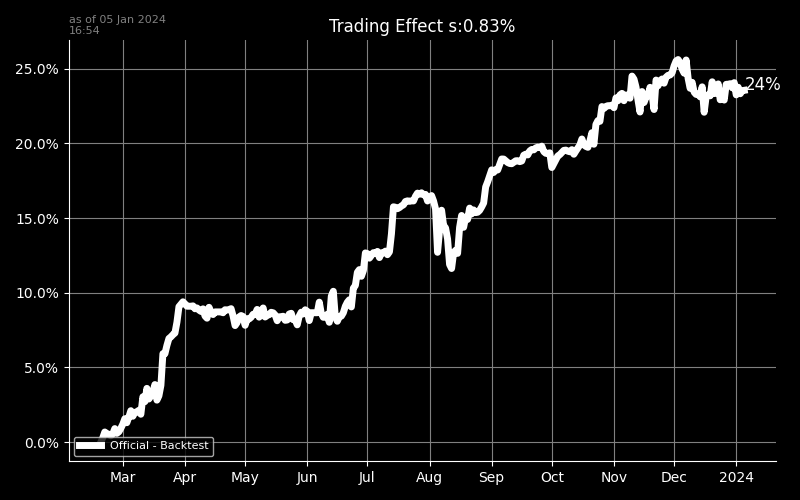 as of 05 Jan 2024
16:54
Trading Effect s:0.83%
25.0%
20.0%
15.0%
10.0%
5.0%
0.0%
24%
Official - Backtest
Mar Apr May Jun Jul Aug Sep Oct Nov Dec 2024